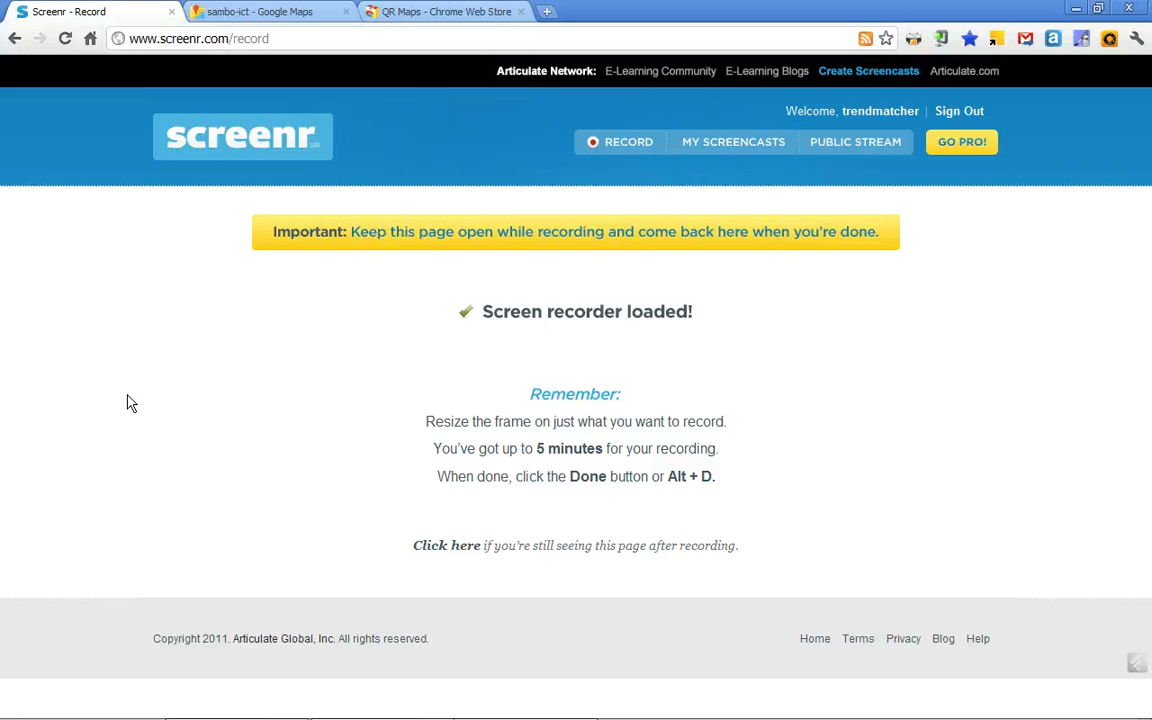 Screenr - Record
sambo-ict - Google Maps
QR Maps - Chrome Web Store
www.screenr.com/record
Articulate Network: E-Learning Community E-Learning Blogs Create Screencasts Articulate.com
Welcome, trendmatcher | Sign Out
screenr
RECORD MY SCREENCASTS PUBLIC STREAM GO PRO!
Important: Keep this page open while recording and come back here when you're done.
Screen recorder loaded!
Remember:
Resize the frame on just what you want to record.
You've got up to 5 minutes for your recording.
When done, click the Done button or Alt + D.
Click here if you're still seeing this page after recording.
Copyright 2011. Articulate Global, Inc. All rights reserved.
Home Terms Privacy Blog Help